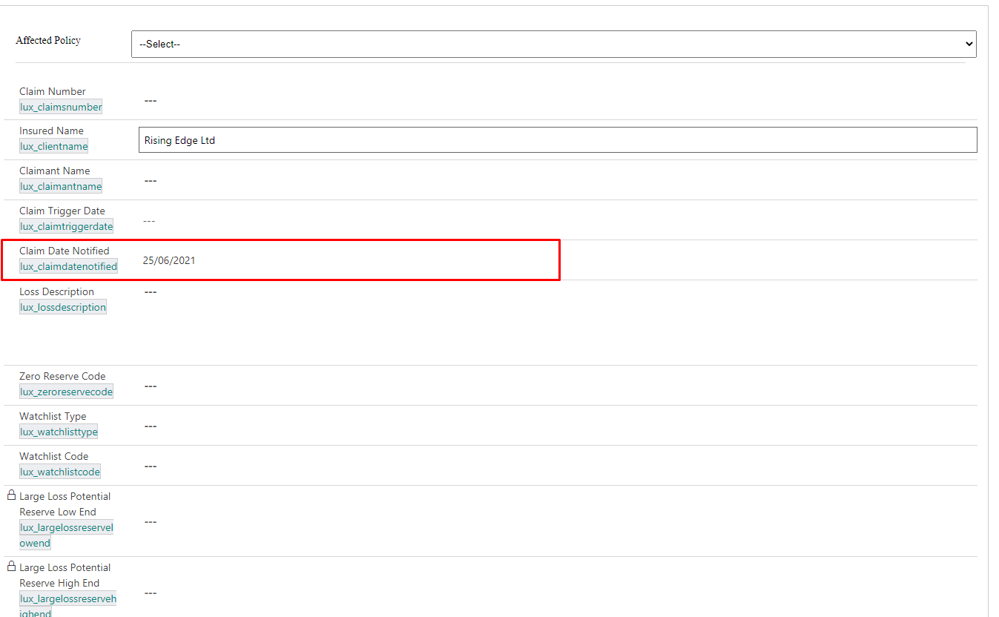 Affected Policy
--Select--
Claim Number
lux_claimsnumber
---
Insured Name
lux_clientname
Rising Edge Ltd
Claimant Name
lux_claimantname
---
Claim Trigger Date
lux_claimtriggerdate
---
Claim Date Notified
lux_claimdatenotified
25/06/2021
Loss Description
lux_lossdescription
---
Zero Reserve Code
lux_zeroreservecode
---
Watchlist Type
lux_watchlisttype
---
Watchlist Code
lux_watchlistcode
---
Large Loss Potential
Reserve Low End
lux_largelossreservel
owend
---
Large Loss Potential
Reserve High End
lux_largelossreserveh
ighend
---